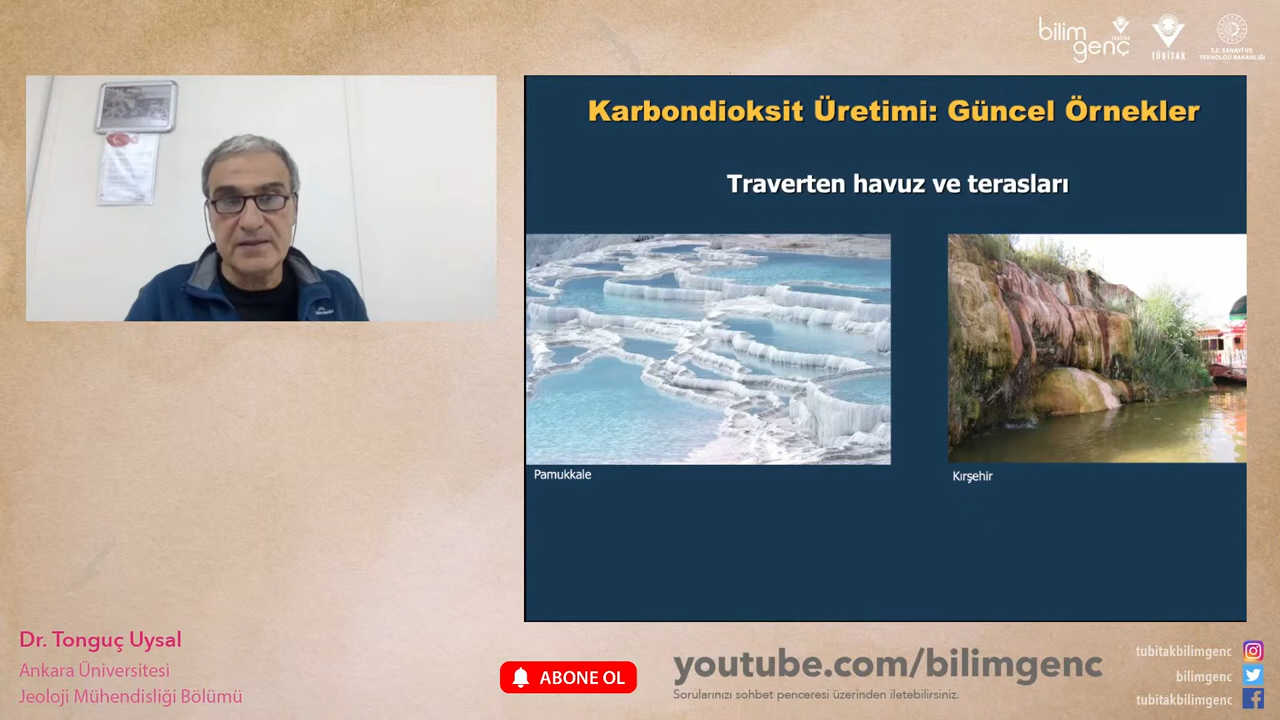 bilim
genç
TÜBİTAK
TÜBİTAK
T.C. SANAYİ VE
TEKNOLOJİ BAKANLIĞI
Karbondioksit Üretimi: Güncel Örnekler
Traverten havuz ve terasları
Pamukkale
Kırşehir
Dr. Tonguç Uysal
Ankara Üniversitesi
Jeoloji Mühendisliği Bölümü
ABONE OL
youtube.com/bilimgenc
Sorularınızı sohbet penceresi üzerinden iletebilirsiniz.
tubitakbilimgenc
bilimgenc
tubitakbilimgenc